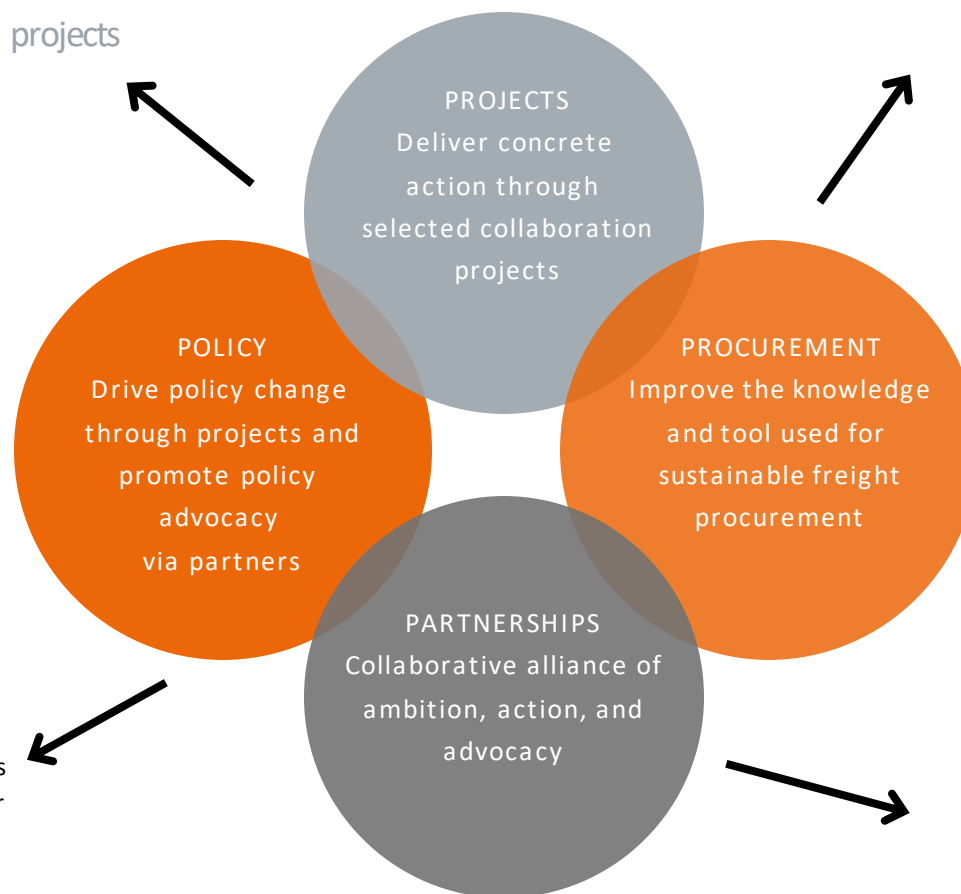 projects
PROJECTS
Deliver concrete
action through
selected collaboration
projects
POLICY
Drive policy change
through projects and
promote policy
advocacy
via partners
PROCUREMENT
Improve the knowledge
and tool used for
sustainable freight
procurement
PARTNERSHIPS
Collaborative alliance of
ambition, action, and
advocacy